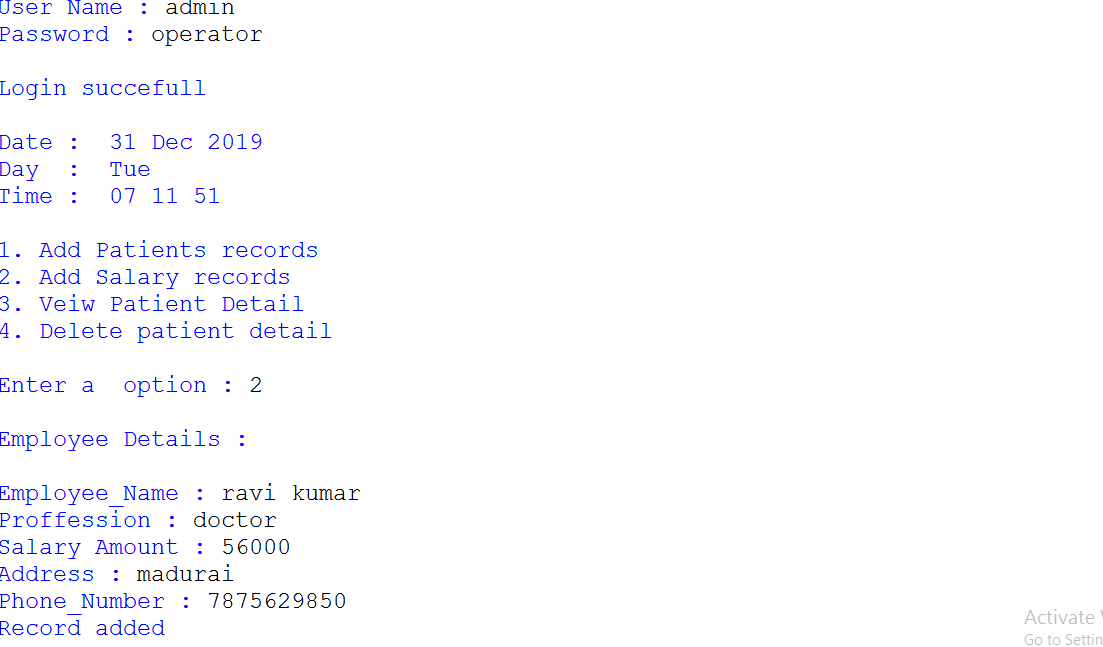 User Name : admin
Password : operator
Login succefull
Date :  31 Dec 2019
Day  :  Tue
Time :  07 11 51
1. Add Patients records
2. Add Salary records
3. Veiw Patient Detail
4. Delete patient detail
Enter a  option : 2
Employee Details :
Employee_Name : ravi kumar
Proffession : doctor
Salary Amount : 56000
Address : madurai
Phone_Number : 7875629850
Record added
Activate
Go to